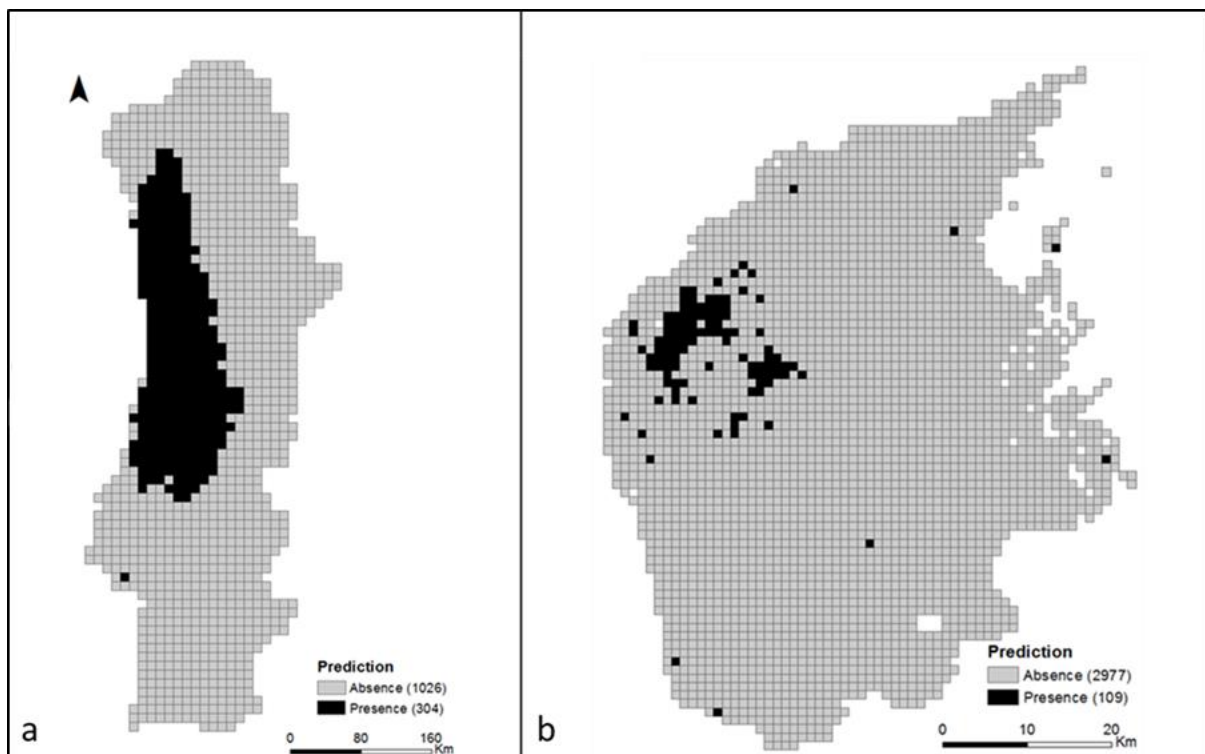 Prediction
Absence (1026)
Presence (304)
0 80 160
Km
a
Prediction
Absence (2977)
Presence (109)
0 10 20
Km
b